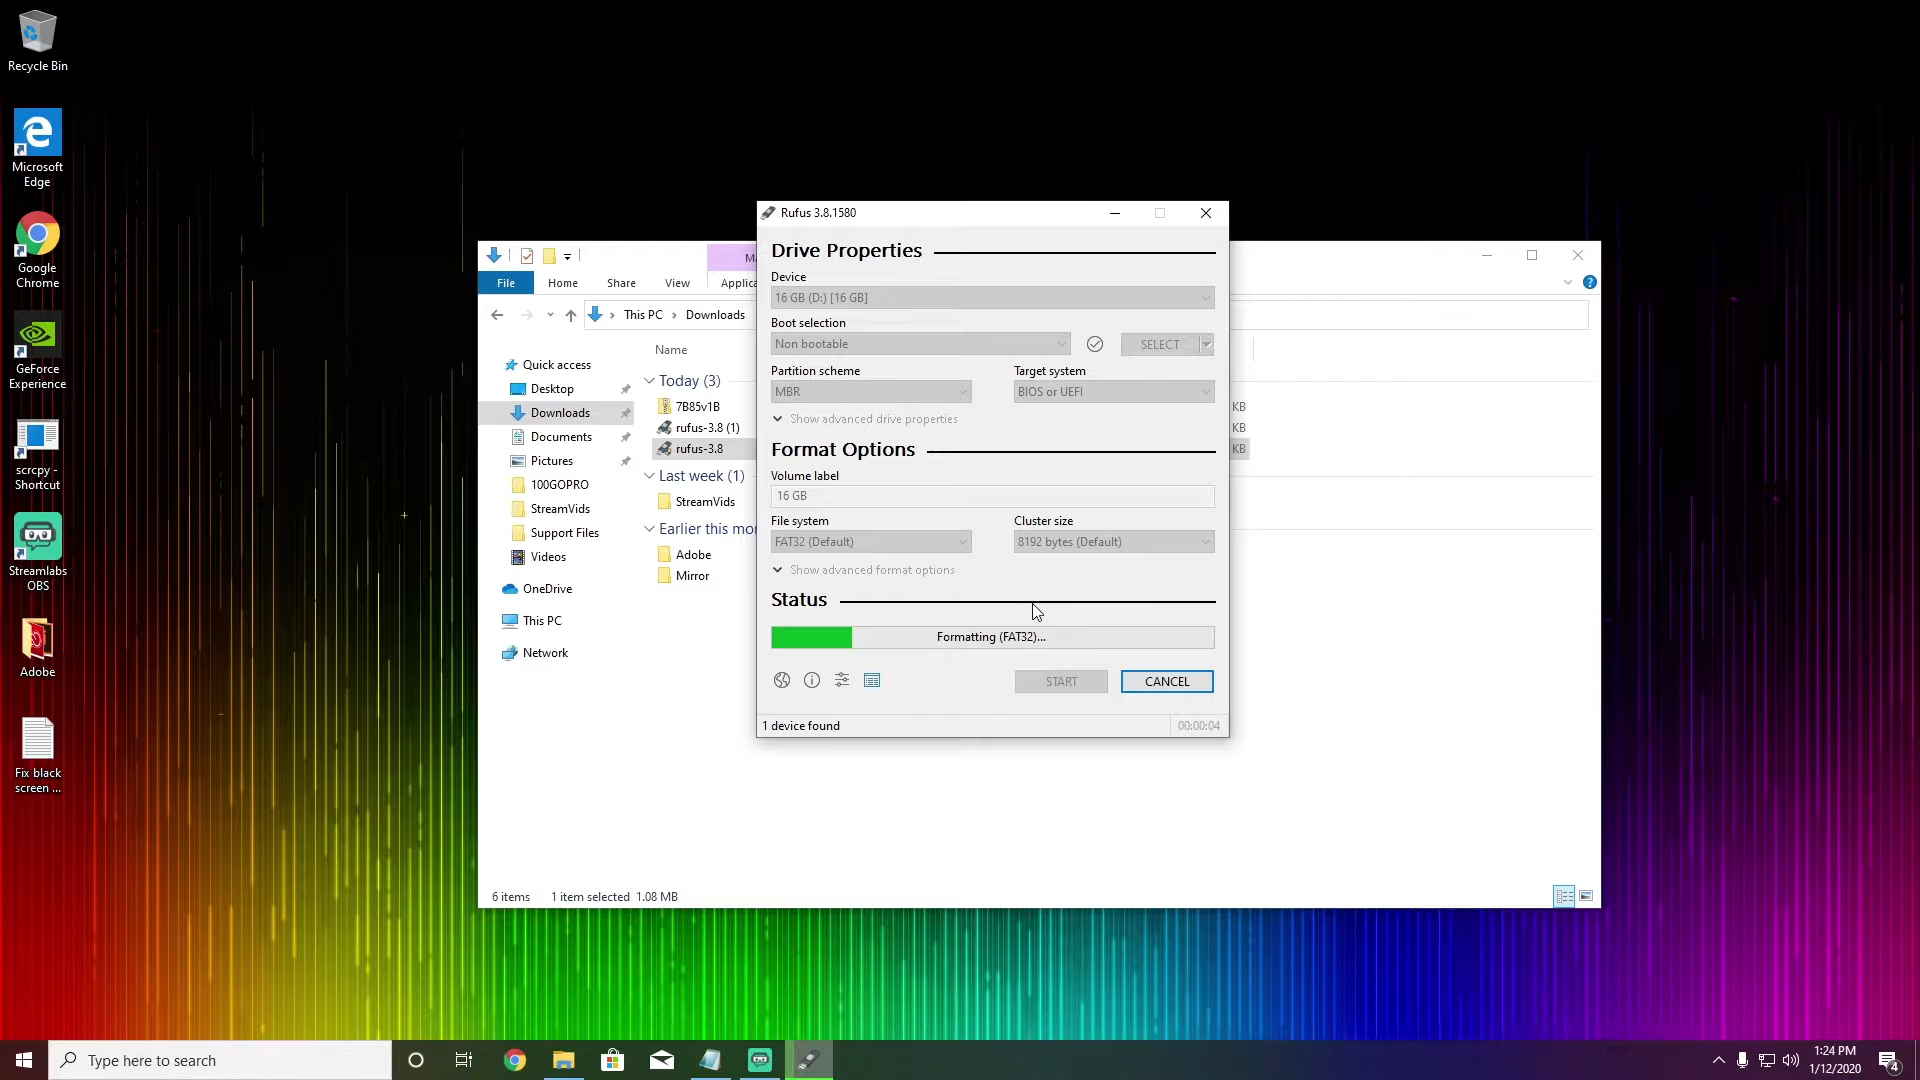 Recycle Bin
Microsoft
Edge
Google
Chrome
GeForce
Experience
scrcpy -
Shortcut
Streamlabs
OBS
Adobe
Fix black
screen ...
File
Home
Share
View
Applica
Ma
This PC
Downloads
Quick access
Desktop
Downloads
Documents
Pictures
100GOPRO
StreamVids
Support Files
Videos
OneDrive
This PC
Network
Name
Today (3)
7B85v1B
rufus-3.8 (1)
rufus-3.8
Last week (1)
StreamVids
Earlier this mon
Adobe
Mirror
KB
KB
KB
6 items
1 item selected 1.08 MB
Rufus 3.8.1580
Drive Properties
Device
16 GB (D:) [16 GB]
Boot selection
Non bootable
SELECT
Partition scheme
Target system
MBR
BIOS or UEFI
Show advanced drive properties
Format Options
Volume label
16 GB
File system
Cluster size
FAT32 (Default)
8192 bytes (Default)
Show advanced format options
Status
Formatting (FAT32)...
START
CANCEL
1 device found
00:00:04
Type here to search
1:24 PM
1/12/2020
4